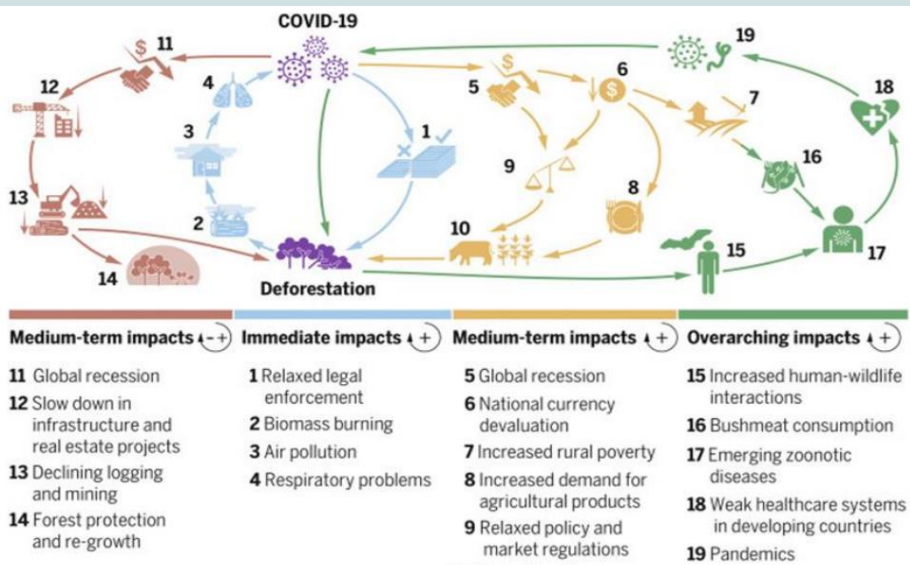 COVID-19
11
12
13
14
4
3
2
1
5
6
7
8
9
10
19
18
16
17
15
Deforestation
Medium-term impacts - +
11 Global recession
12 Slow down in
infrastructure and
real estate projects
13 Declining logging
and mining
14 Forest protection
and re-growth
Immediate impacts +
1 Relaxed legal
enforcement
2 Biomass burning
3 Air pollution
4 Respiratory problems
Medium-term impacts +
5 Global recession
6 National currency
devaluation
7 Increased rural poverty
8 Increased demand for
agricultural products
9 Relaxed policy and
market regulations
Overarching impacts +
15 Increased human-wildlife
interactions
16 Bushmeat consumption
17 Emerging zoonotic
diseases
18 Weak healthcare systems
in developing countries
19 Pandemics